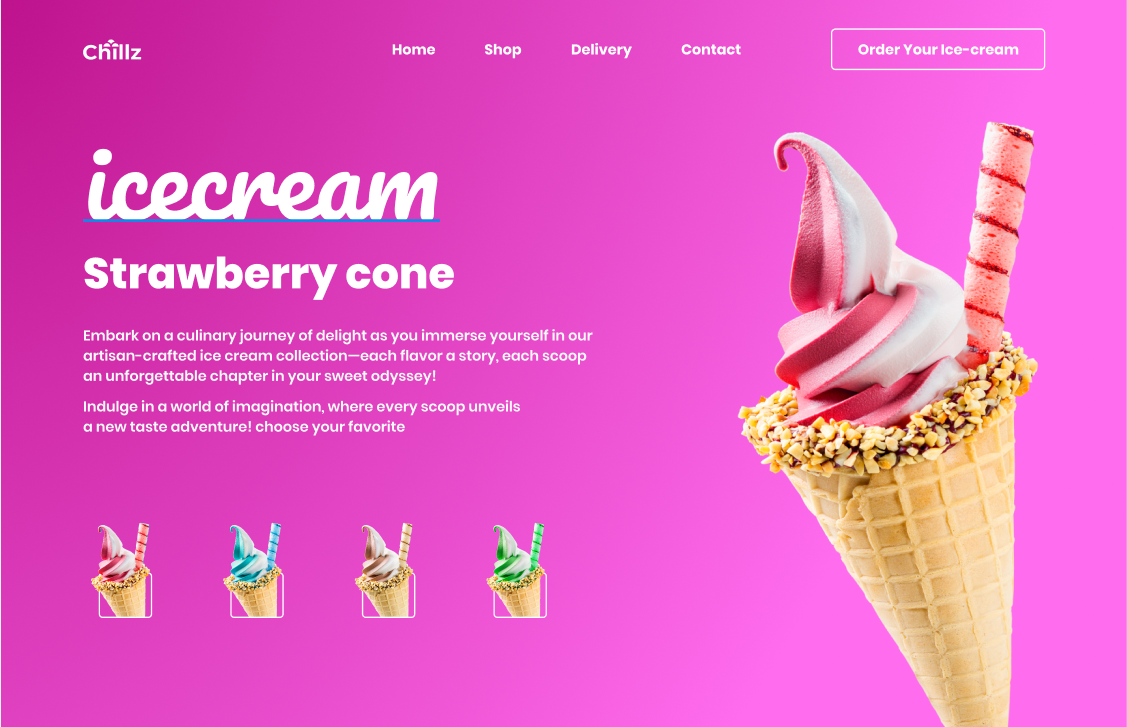 Chillz
Home
Shop
Delivery
Contact
Order Your Ice-cream
icecream
Strawberry cone
Embark on a culinary journey of delight as you immerse yourself in our
artisan-crafted ice cream collection—each flavor a story, each scoop
an unforgettable chapter in your sweet odyssey!
Indulge in a world of imagination, where every scoop unveils
a new taste adventure! choose your favorite